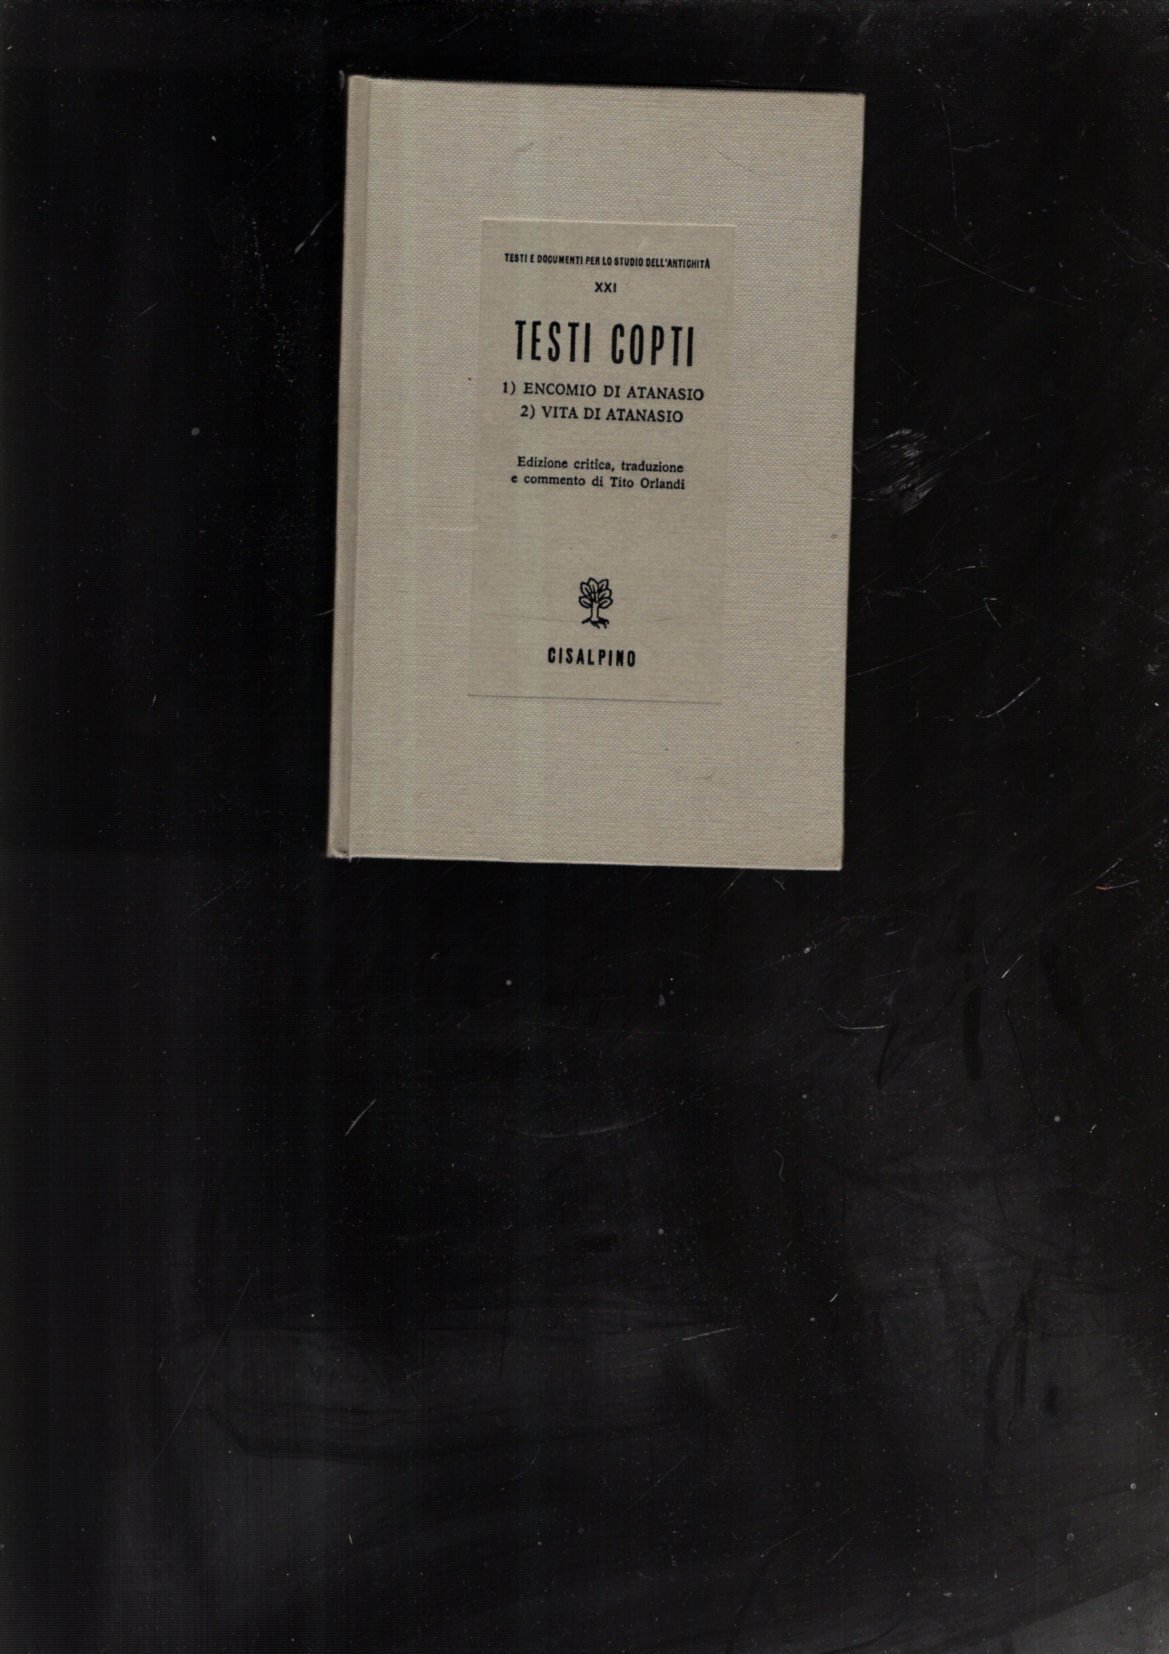 TESTI E DOCUMENTI PER LO STUDIO DELL'ANTICHITÀ
XXI
TESTI COPTI
1) ENCOMIO DI ATANASIO
2) VITA DI ATANASIO
Edizione critica, traduzione
e commento di Tito Orlandi
CISALPINO